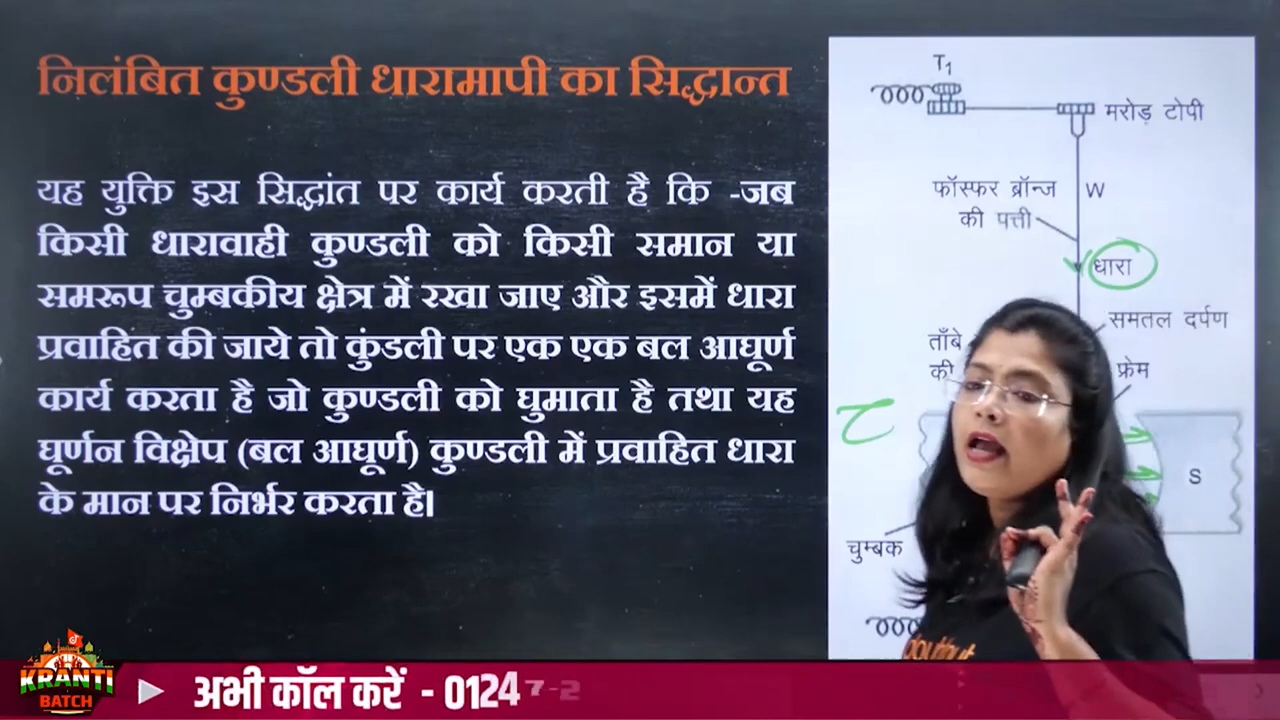 निलंबित कुण्डली धारामापी का सिद्धान्त
यह युक्ति इस सिद्धांत पर कार्य करती है कि -जब
किसी धारावाही कुण्डली को किसी समान या
समरूप चुम्बकीय क्षेत्र में रखा जाए और इसमें धारा
प्रवाहित की जाये तो कुंडली पर एक एक बल आघूर्ण
कार्य करता है जो कुण्डली को घुमाता है तथा यह
घूर्णन विक्षेप (बल आघूर्ण) कुण्डली में प्रवाहित धारा
के मान पर निर्भर करता है।
T1
मरोड़ टोपी
फॉस्फर ब्रॉन्ज W
की पत्ती
धारा
समतल दर्पण
ताँबे
की
फ्रेम
S
चुम्बक
KRANTI
BATCH
अभी कॉल करें - 0124 7-2